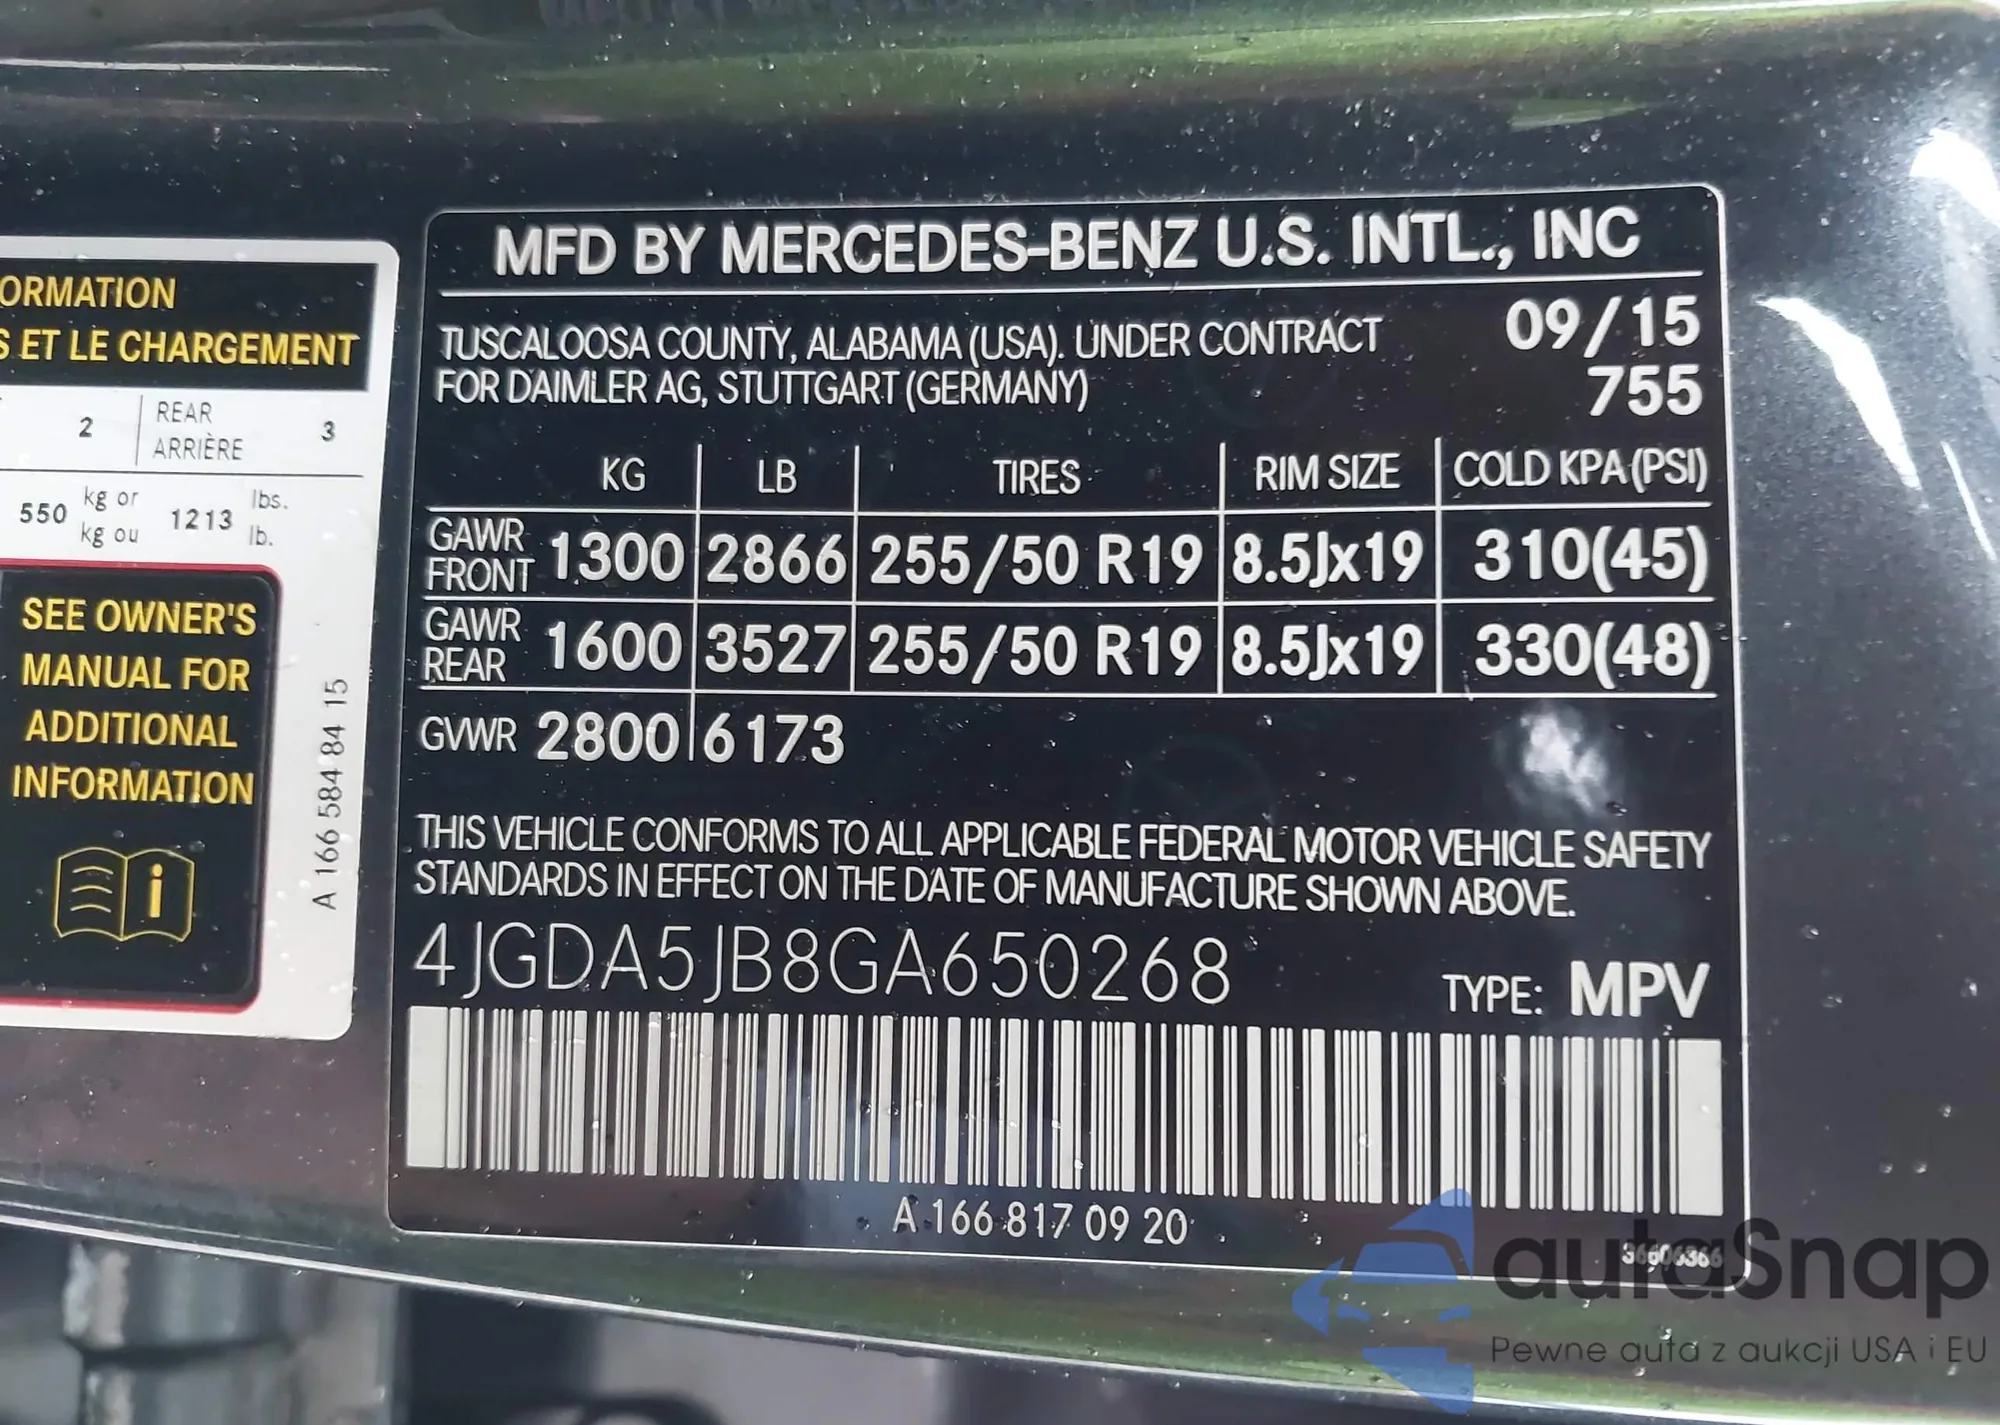 ORMATION
S ET LE CHARGEMENT
2 REAR ARRIÈRE 3
550 kg or kg ou 1213 lbs. lb.
SEE OWNER'S
MANUAL FOR
ADDITIONAL
INFORMATION
i
A 166 584 84 15
MFD BY MERCEDES-BENZ U.S. INTL., INC
TUSCALOOSA COUNTY, ALABAMA (USA). UNDER CONTRACT 09/15
FOR DAIMLER AG, STUTTGART (GERMANY) 755
KG LB TIRES RIM SIZE COLD KPA(PSI)
GAWR FRONT 1300 2866 255/50 R19 8.5Jx19 310(45)
GAWR REAR 1600 3527 255/50 R19 8.5Jx19 330(48)
GVWR 2800 6173
THIS VEHICLE CONFORMS TO ALL APPLICABLE FEDERAL MOTOR VEHICLE SAFETY
STANDARDS IN EFFECT ON THE DATE OF MANUFACTURE SHOWN ABOVE.
4JGDA5JB8GA650268 TYPE: MPV
A 166 817 09 20
autaSnap
Pewne auta z aukcji USA i EU